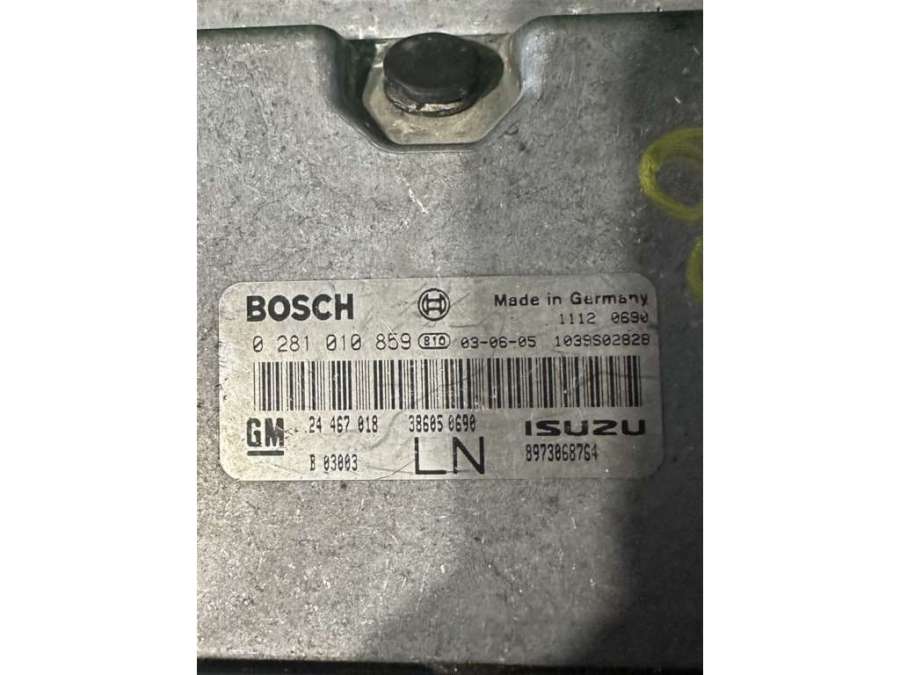 BOSCH Made in Germany
1112 0690
0 281 010 859 810 03-06-05 1039S02828
GM 24 467 018 38605 0690 ISUZU
B 03003 LN 8973068764